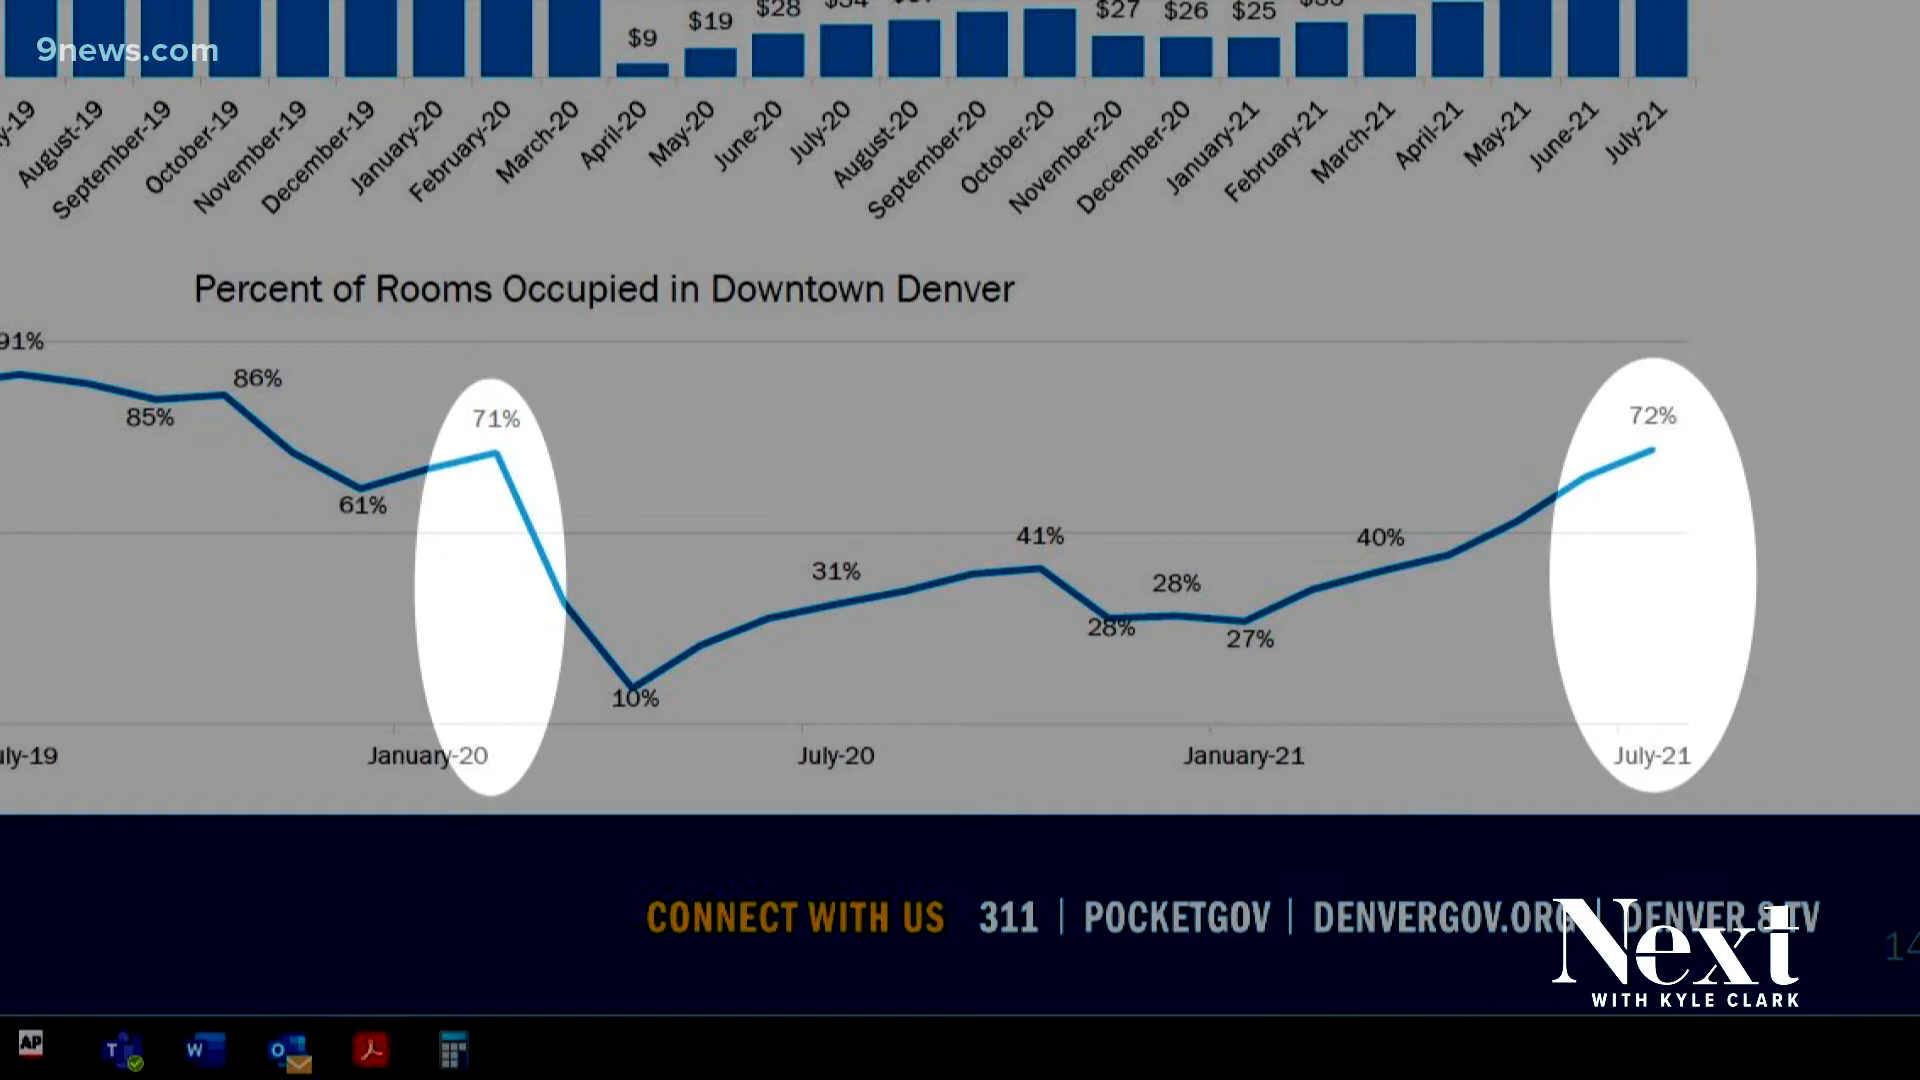 $9
$19
$28
$27
$26
$25
9news.com
August-19
September-19
October-19
November-19
December-19
January-20
February-20
March-20
April-20
May-20
June-20
July-20
August-20
September-20
October-20
November-20
December-20
January-21
February-21
March-21
April-21
May-21
June-21
July-21
Percent of Rooms Occupied in Downtown Denver
91%
85%
86%
61%
71%
10%
31%
41%
28%
28%
27%
40%
72%
January-20
July-20
January-21
July-21
CONNECT WITH US 311 | POCKETGOV | DENVERGOV.ORG | DENVER 8 TV
14
Next
WITH KYLE CLARK
AP